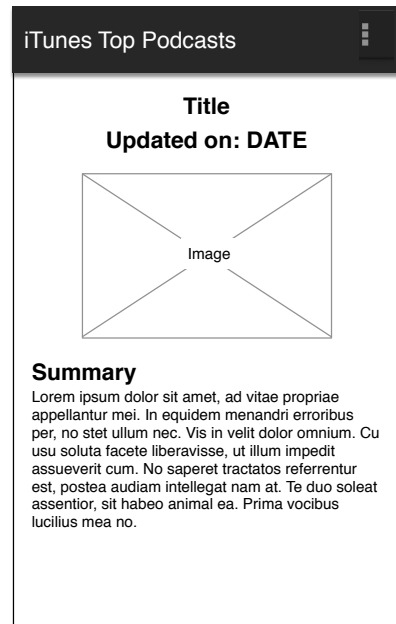 iTunes Top Podcasts
Title
Updated on: DATE
Image
Summary
Lorem ipsum dolor sit amet, ad vitae propriae
appellantur mei. In equidem menandri erroribus
per, no stet ullum nec. Vis in velit dolor omnium. Cu
usu soluta facete liberavisse, ut illum impedit
assueverit cum. No saperet tractatos referrentur
est, postea audiam intellegat nam at. Te duo soleat
assentior, sit habeo animal ea. Prima vocibus
lucilius mea no.